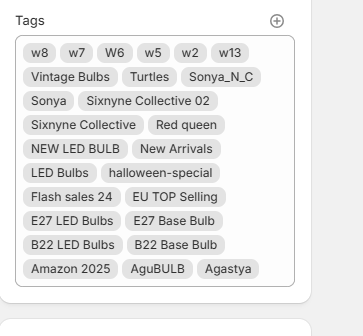 Tags
w8 w7 W6 w5 w2 w13
Vintage Bulbs Turtles Sonya_N_C
Sonya Sixnyne Collective 02
Sixnyne Collective Red queen
NEW LED BULB New Arrivals
LED Bulbs halloween-special
Flash sales 24 EU TOP Selling
E27 LED Bulbs E27 Base Bulb
B22 LED Bulbs B22 Base Bulb
Amazon 2025 AguBULB Agastya